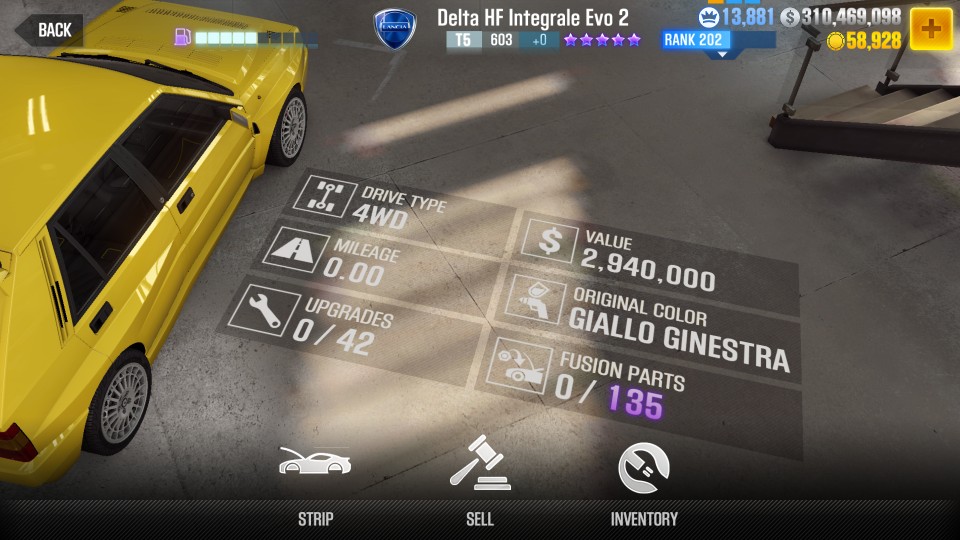 BACK
LANCIA
Delta HF Integrale Evo 2
T5 603 +0
13,881 310,469,098
RANK 202
58,928
DRIVE TYPE
4WD
MILEAGE
0.00
UPGRADES
0 / 42
VALUE
2,940,000
ORIGINAL COLOR
GIALLO GINESTRA
FUSION PARTS
0 / 135
STRIP
SELL
INVENTORY